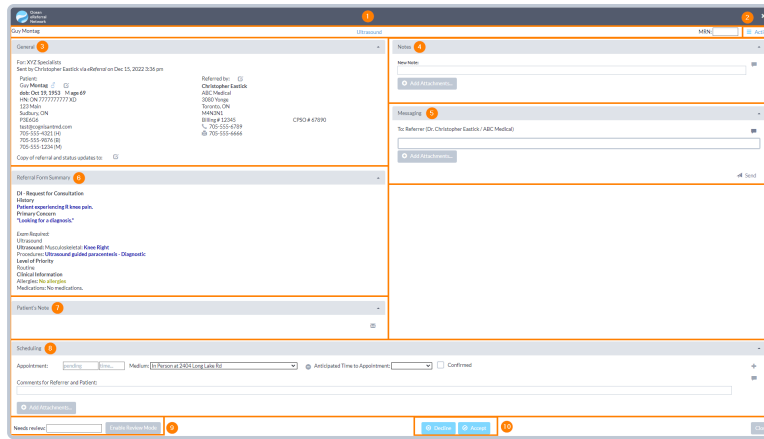 Ocean
eReferral
Network
1
2
Guy Montag
Ultrasound
MRN:
Acti
General 3
For: XYZ Specialists
Sent by Christopher Eastick via eReferral on Dec 15, 2022 3:36 pm
Patient:
Guy Montag
dob: Oct 19, 1953 M age 69
HN: ON 7777777777 XD
123 Main
Sudbury, ON
P3E6G6
test@cognisantmd.com
705-555-4321 (H)
705-555-9876 (B)
705-555-1234 (M)
Referred by:
Christopher Eastick
ABC Medical
3080 Yonge
Toronto, ON
M4N3N1
Billing # 12345 CPSO # 67890
705-555-6789
705-555-6666
Copy of referral and status updates to:
Notes 4
New Note:
Add Attachments...
Messaging 5
To: Referrer (Dr. Christopher Eastick / ABC Medical)
Add Attachments...
Send
Referral Form Summary 6
DI - Request for Consultation
History
Patient experiencing R knee pain.
Primary Concern
"Looking for a diagnosis."
Exam Required:
Ultrasound
Ultrasound: Musculoskeletal: Knee Right
Procedures: Ultrasound guided paracentesis - Diagnostic
Level of Priority
Routine
Clinical Information
Allergies: No allergies
Medications: No medications.
Patient's Note 7
Scheduling 8
Appointment: pending time... Medium: In Person at 2404 Long Lake Rd Anticipated Time to Appointment: Confirmed
Comments for Referrer and Patient:
Add Attachments...
Needs review: Enable Review Mode 9
Decline Accept 10
Clo